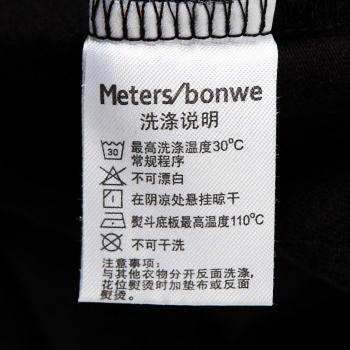 Meters/bonwe
洗涤说明
30
最高洗涤温度30℃
常规程序
不可漂白
在阴凉处悬挂晾干
熨斗底板最高温度110℃
不可干洗
注意事项:
与其他衣物分开反面洗涤,
花位熨烫时加垫布或反面
熨烫。